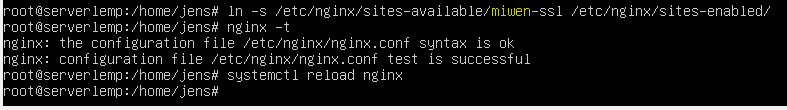 root@serverlemp:/home/jens# ln -s /etc/nginx/sites-available/miwen-ssl /etc/nginx/sites-enabled/
root@serverlemp:/home/jens# nginx -t
nginx: the configuration file /etc/nginx/nginx.conf syntax is ok
nginx: configuration file /etc/nginx/nginx.conf test is successful
root@serverlemp:/home/jens# systemctl reload nginx
root@serverlemp:/home/jens#